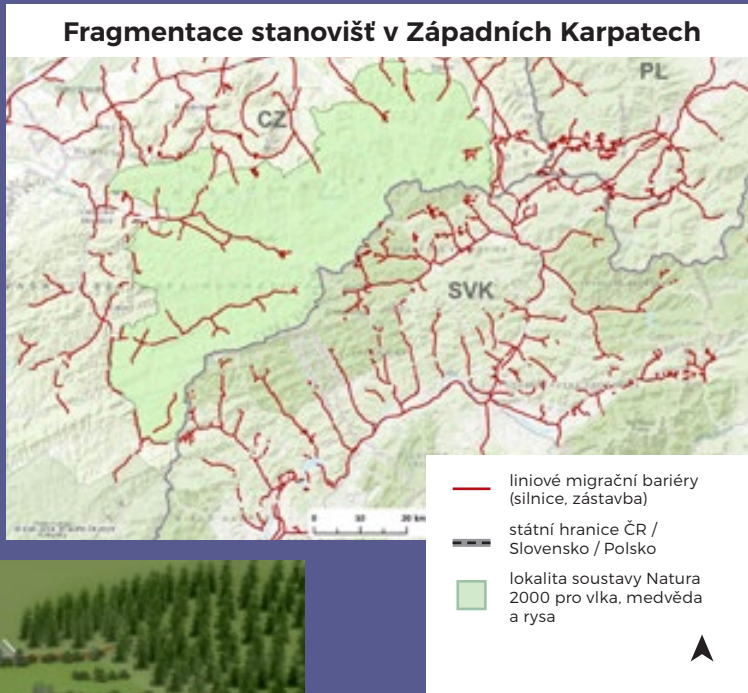 Fragmentace stanovišť v Západních Karpatech
PL
CZ
SVK
0 10 20 km
liniové migrační bariéry
(silnice, zástavba)
státní hranice ČR /
Slovensko / Polsko
lokalita soustavy Natura
2000 pro vlka, medvěda
a rysa